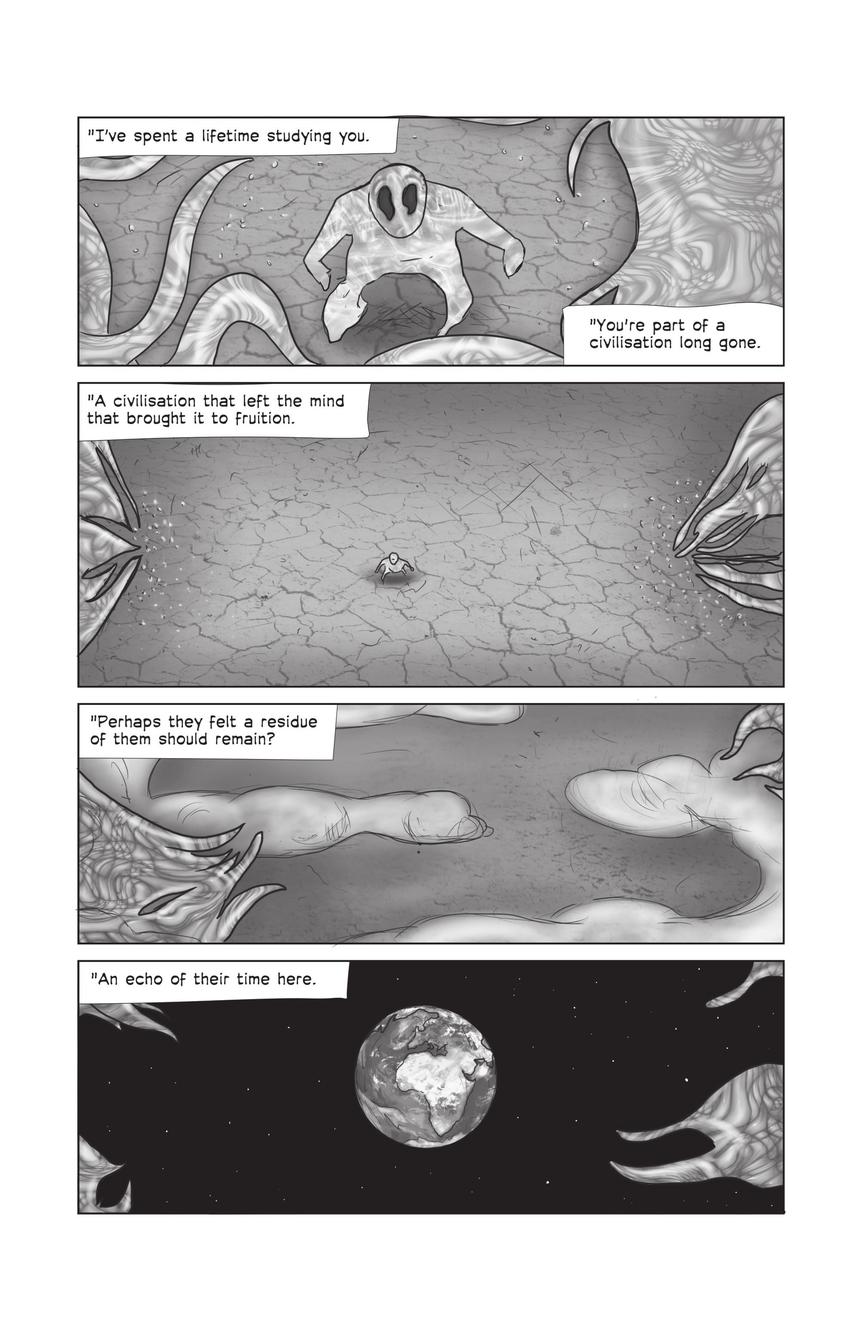 "I've spent a lifetime studying you.
"You're part of a
civilisation long gone.
"A civilisation that left the mind
that brought it to fruition.
"Perhaps they felt a residue
of them should remain?
"An echo of their time here.